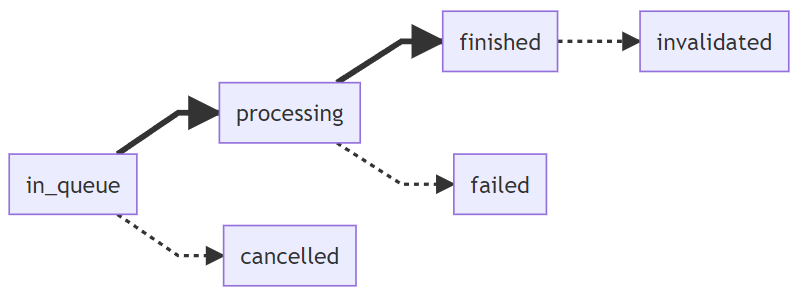 finished
invalidated
processing
in_queue
failed
cancelled